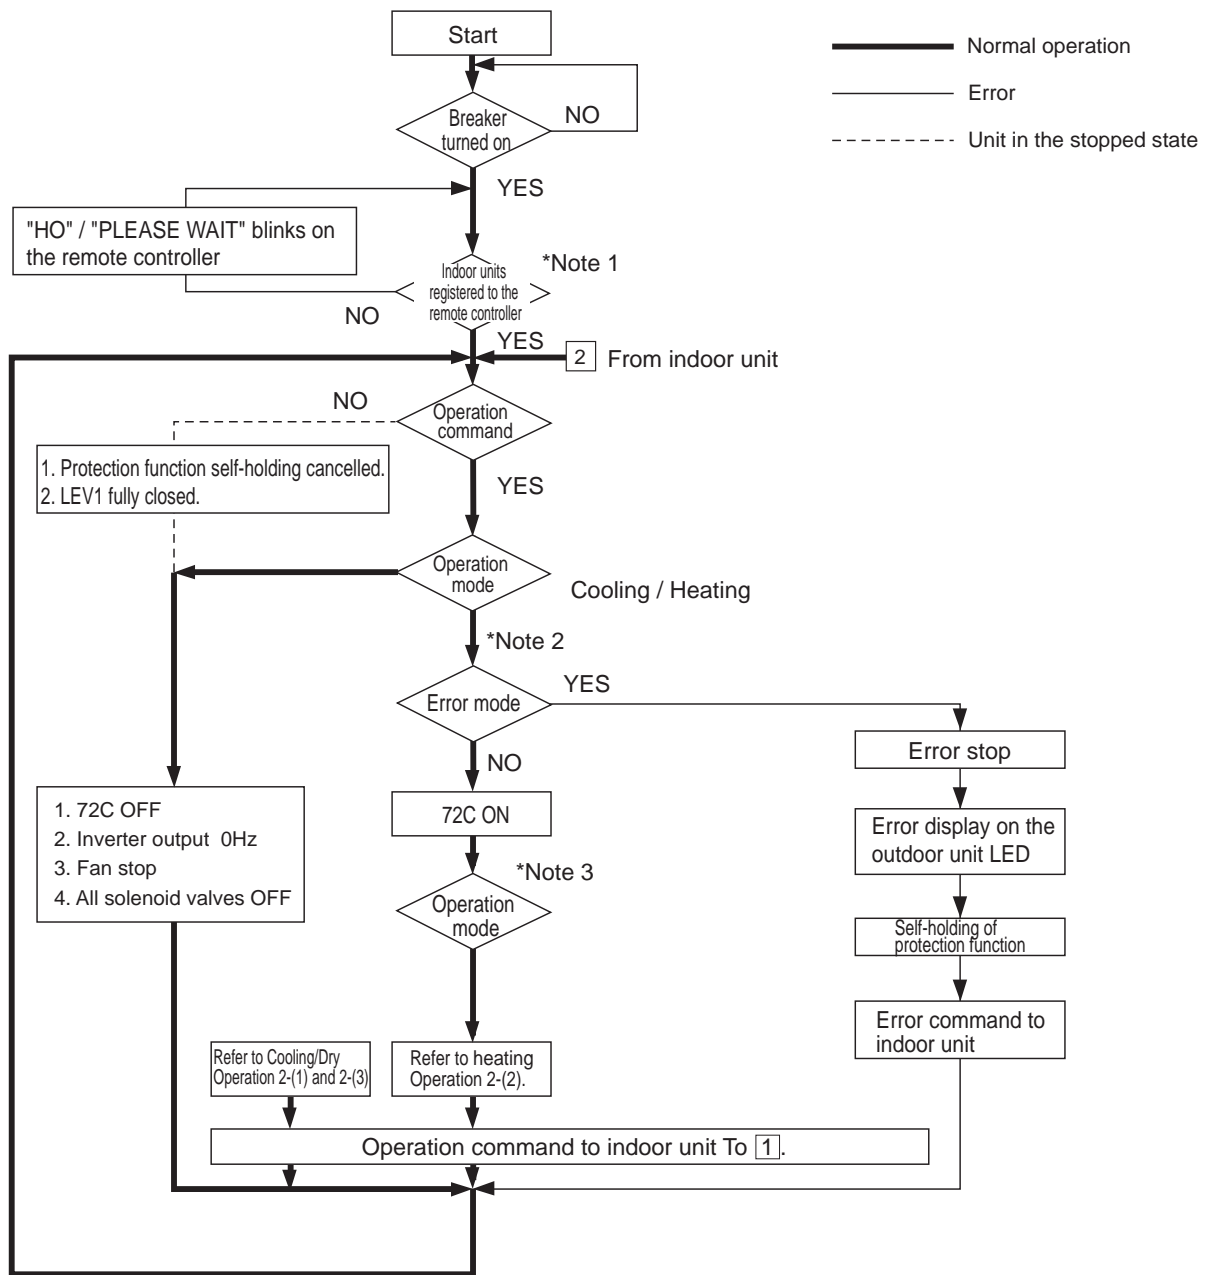 Start
Normal operation
Error
Unit in the stopped state
Breaker
turned on
NO
YES
"HO" / "PLEASE WAIT" blinks on
the remote controller
*Note 1
Indoor units
registered to the
remote controller
NO
YES
2 From indoor unit
NO
Operation
command
1. Protection function self-holding cancelled.
2. LEV1 fully closed.
YES
Operation
mode
Cooling / Heating
*Note 2
Error mode
YES
NO
Error stop
72C ON
1. 72C OFF
2. Inverter output 0Hz
3. Fan stop
4. All solenoid valves OFF
Error display on the
outdoor unit LED
*Note 3
Operation
mode
Self-holding of
protection function
Error command to
indoor unit
Refer to Cooling/Dry
Operation 2-(1) and 2-(3)
Refer to heating
Operation 2-(2).
Operation command to indoor unit To 1.